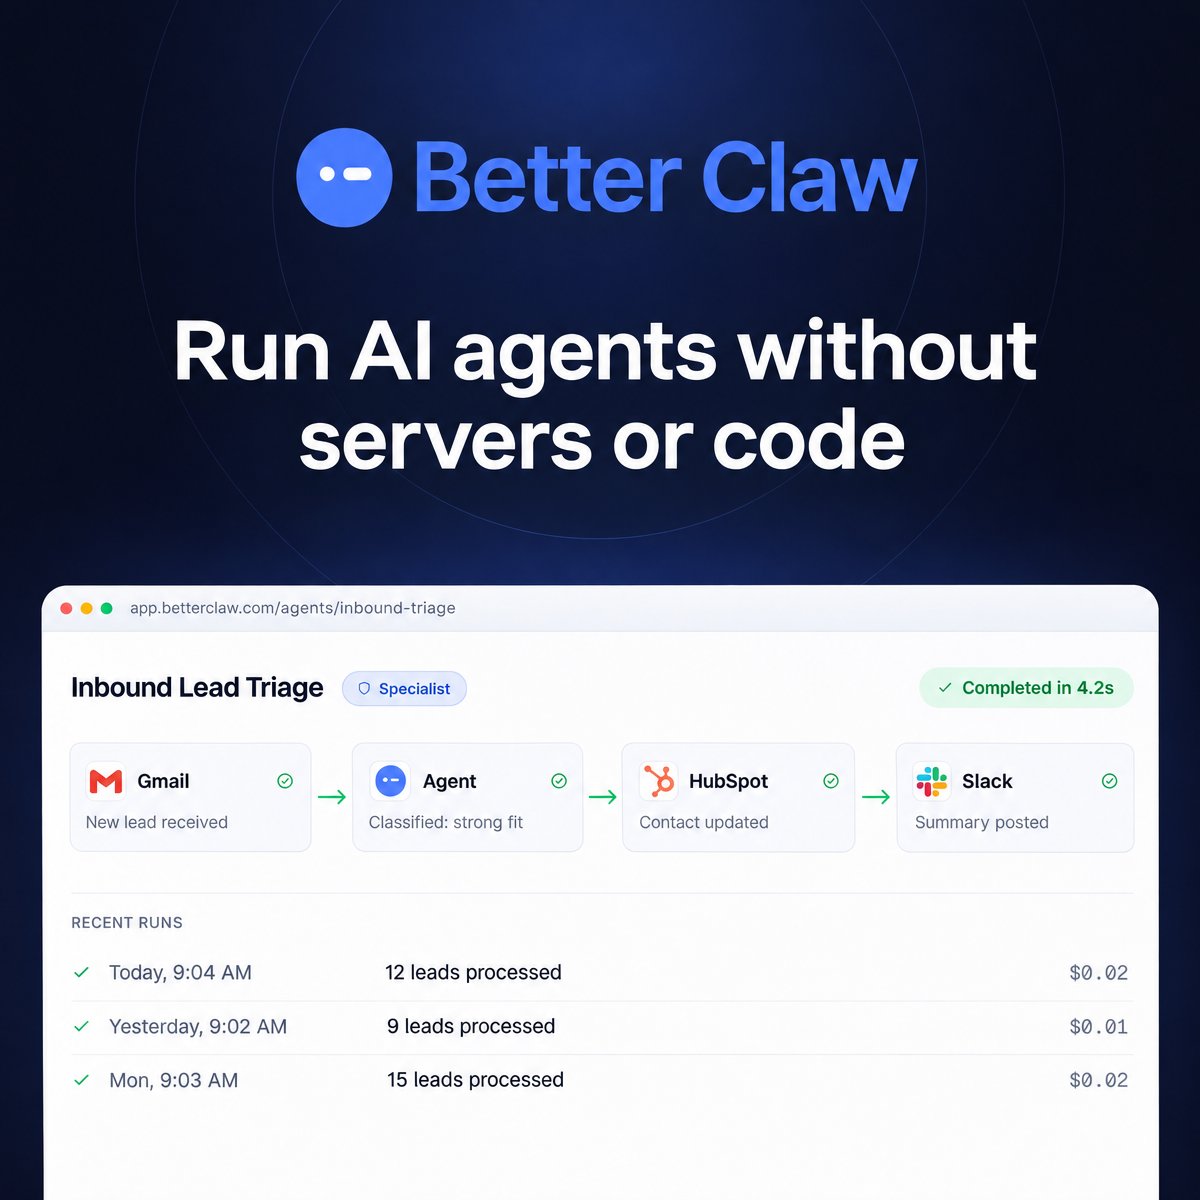 Better Claw
Run AI agents without
servers or code
app.betterclaw.com/agents/inbound-triage
Inbound Lead Triage
Specialist
Completed in 4.2s
Gmail
New lead received
Agent
Classified: strong fit
HubSpot
Contact updated
Slack
Summary posted
RECENT RUNS
Today, 9:04 AM 12 leads processed $0.02
Yesterday, 9:02 AM 9 leads processed $0.01
Mon, 9:03 AM 15 leads processed $0.02